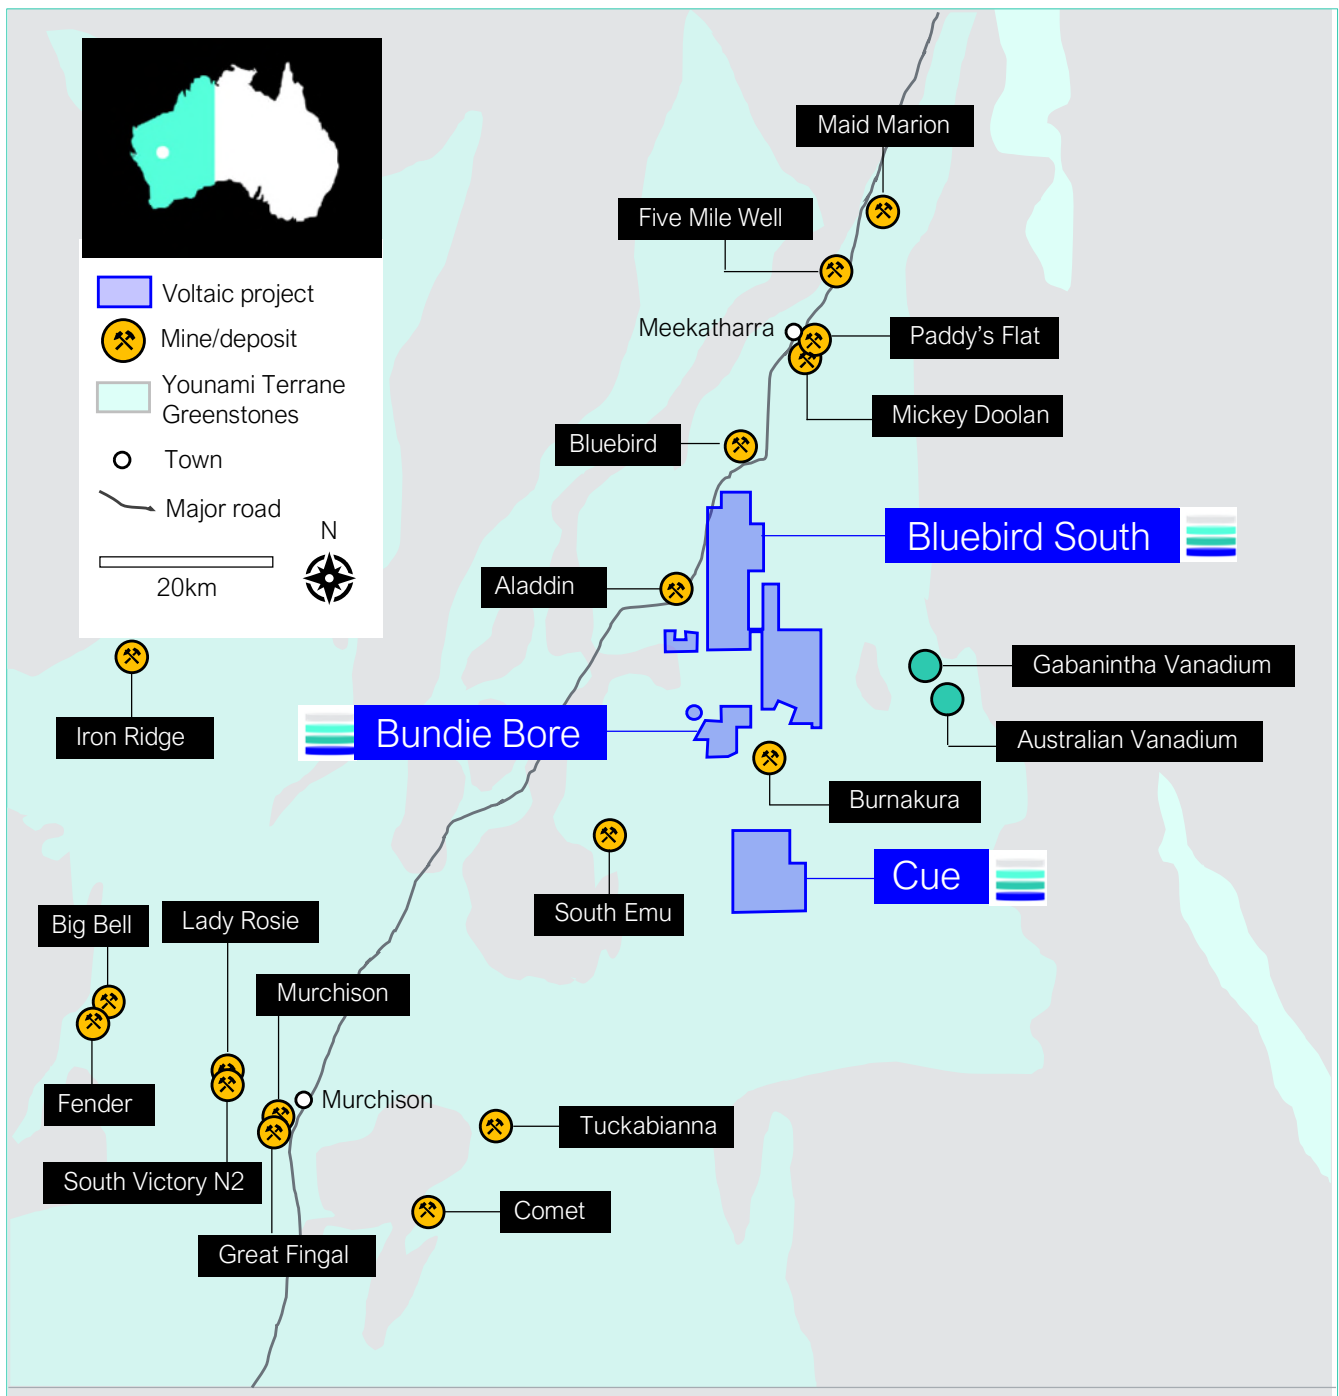 Maid Marion
Five Mile Well
Voltaic project
Meekatharra
Paddy's Flat
Mine/deposit
Younami Terrane
Greenstones
Mickey Doolan
Bluebird
Town
Major road
N
Bluebird South
20km
Aladdin
Gabanintha Vanadium
Iron Ridge
Bundie Bore
Australian Vanadium
Burnakura
Cue
South Emu
Big Bell
Lady Rosie
Murchison
Fender
Murchison
Tuckabianna
South Victory N2
Comet
Great Fingal